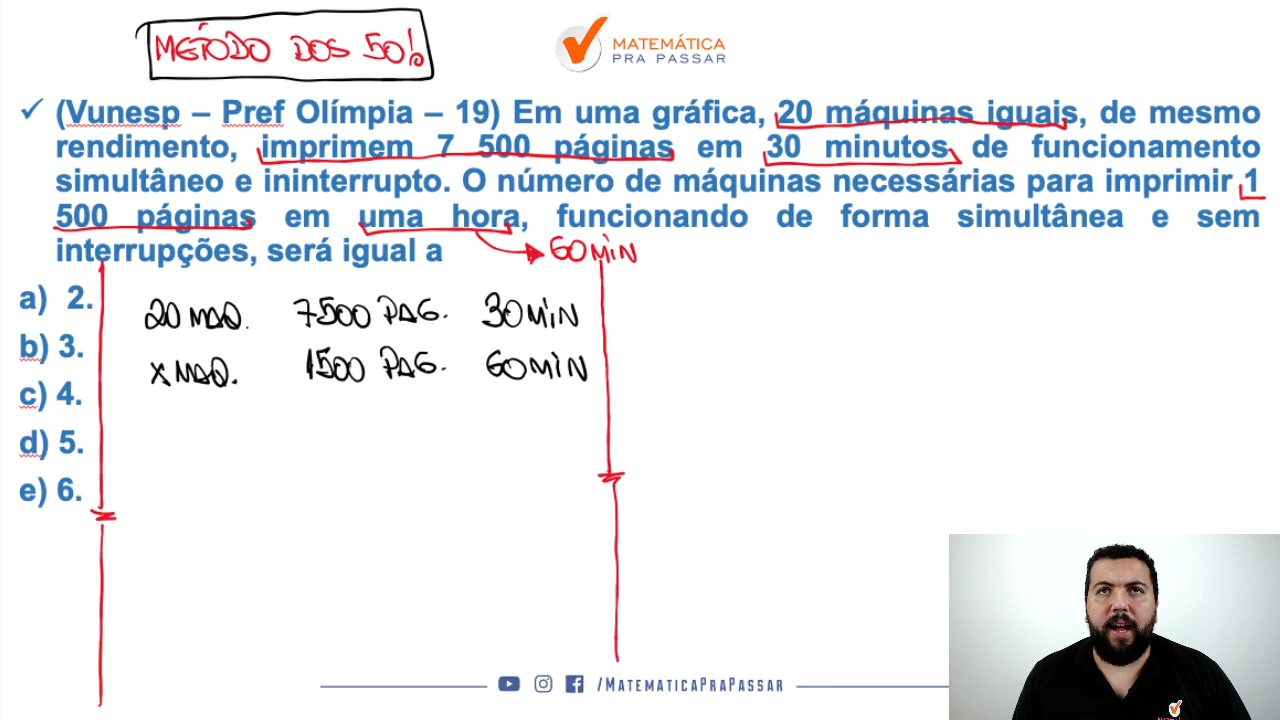 MÉTODO DOS 50!
MATEMÁTICA
PRA PASSAR
✓ (Vunesp – Pref Olímpia – 19) Em uma gráfica, 20 máquinas iguais, de mesmo
rendimento, imprimem 7 500 páginas em 30 minutos de funcionamento
simultâneo e ininterrupto. O número de máquinas necessárias para imprimir 1
500 páginas em uma hora, funcionando de forma simultânea e sem
interrupções, será igual a
60MIN
a) 2.
20 MAQ. 7500 PAG. 30MIN
b) 3.
X MAQ. 1500 PAG. 60MIN
c) 4.
d) 5.
e) 6.
/MATEMATICAPRAPASSAR